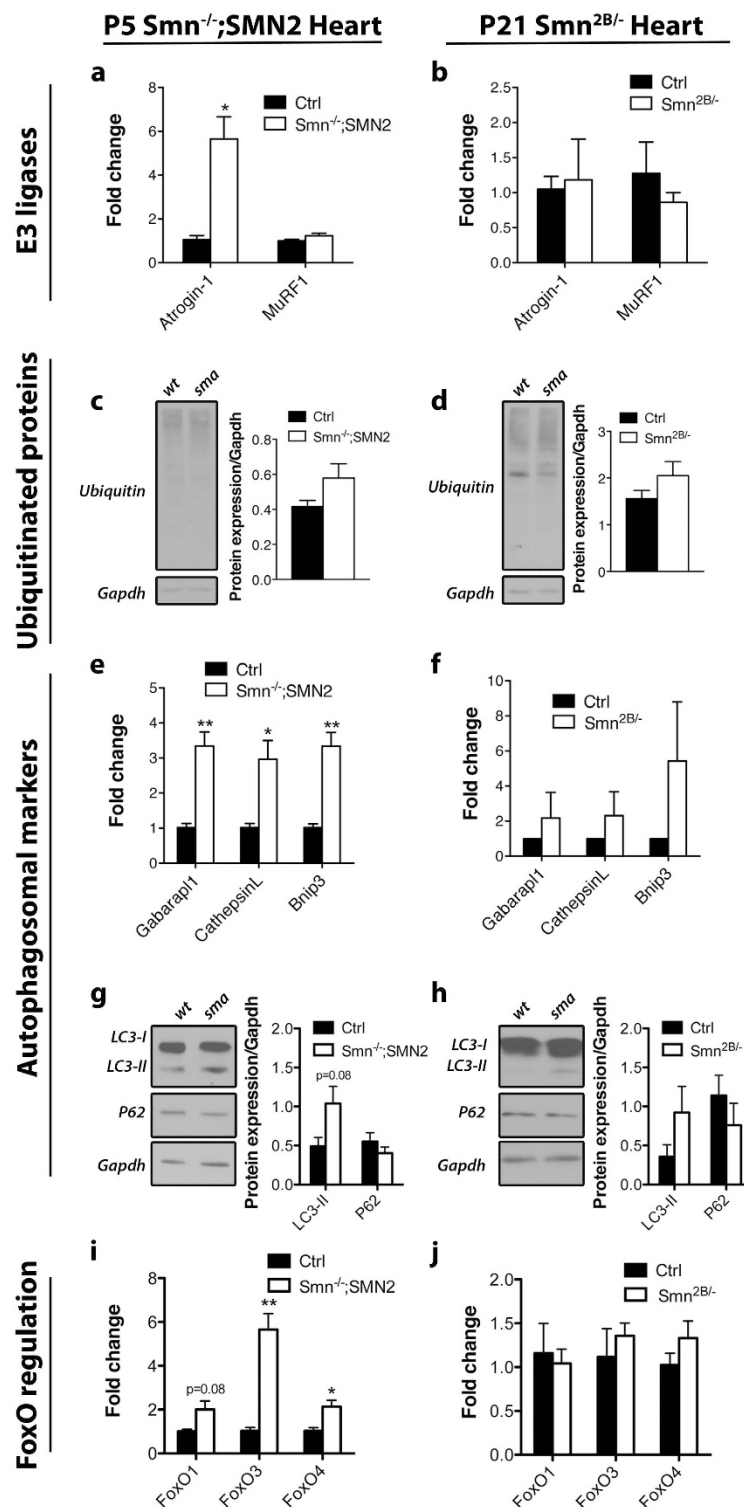 P5 Smn-/-;SMN2 Heart
P21 Smn2B/- Heart
E3 ligases
a
Fold change
8
6
4
2
0
*
Ctrl
Smn-/-;SMN2
Atrogin-1
MuRF1
b
Fold change
2.5
2.0
1.5
1.0
0.5
0.0
Ctrl
Smn2B/-
Atrogin-1
MuRF1
Ubiquitinated proteins
c
wt
sma
Ubiquitin
Gapdh
Protein expression/Gapdh
0.8
0.6
0.4
0.2
0.0
Ctrl
Smn-/-;SMN2
d
wt
sma
Ubiquitin
Gapdh
Protein expression/Gapdh
3
2
1
0
Ctrl
Smn2B/-
Autophagosomal markers
e
Ctrl
Smn-/-;SMN2
Fold change
5
4
3
2
1
0
**
*
**
Gabarapl1
CathepsinL
Bnip3
f
Fold change
10
8
6
4
2
0
Ctrl
Smn2B/-
Gabarapl1
CathepsinL
Bnip3
g
wt
sma
LC3-I
LC3-II
P62
Gapdh
Protein expression/Gapdh
2.0
1.5
1.0
0.5
0.0
Ctrl
Smn-/-;SMN2
p=0.08
LC3-II
P62
h
wt
sma
LC3-I
LC3-II
P62
Gapdh
Protein expression/Gapdh
2.0
1.5
1.0
0.5
0.0
Ctrl
Smn2B/-
LC3-II
P62
FoxO regulation
i
Ctrl
Smn-/-;SMN2
Fold change
8
6
4
2
0
p=0.08
**
*
FoxO1
FoxO3
FoxO4
j
Ctrl
Smn2B/-
Fold change
2.0
1.5
1.0
0.5
0.0
FoxO1
FoxO3
FoxO4